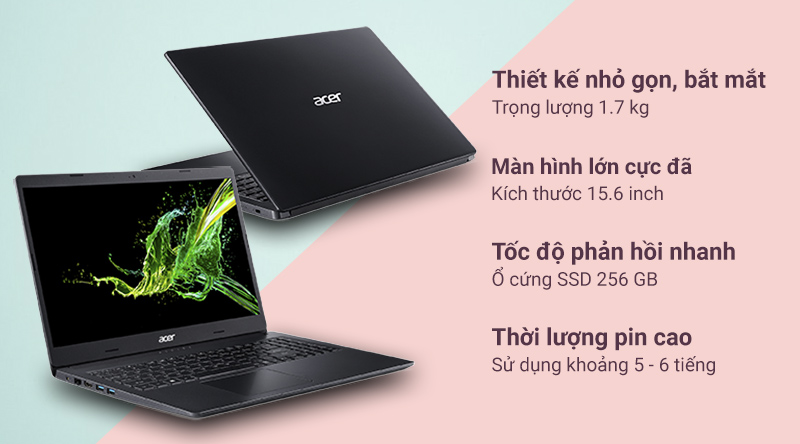 acer
acer
Thiết kế nhỏ gọn, bắt mắt
Trọng lượng 1.7 kg
Màn hình lớn cực đã
Kích thước 15.6 inch
Tốc độ phản hồi nhanh
Ổ cứng SSD 256 GB
Thời lượng pin cao
Sử dụng khoảng 5 - 6 tiếng